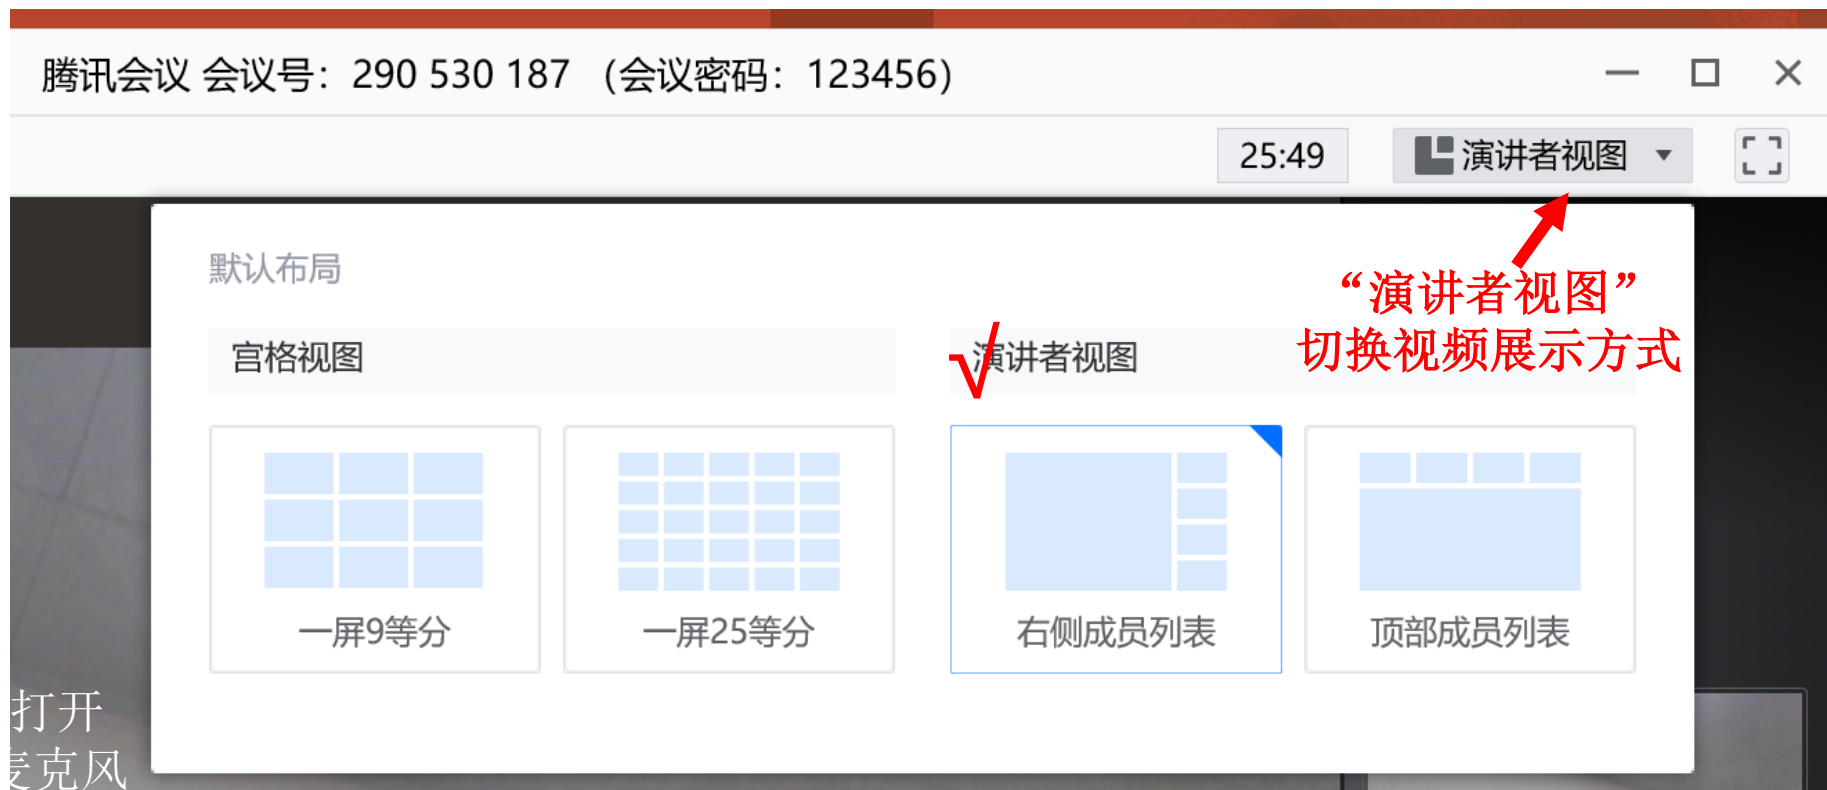 腾讯会议 会议号：290 530 187 （会议密码：123456）
25:49
演讲者视图
默认布局
“演讲者视图”
切换视频展示方式
宫格视图
√
演讲者视图
一屏9等分
一屏25等分
右侧成员列表
顶部成员列表
打开
麦克风